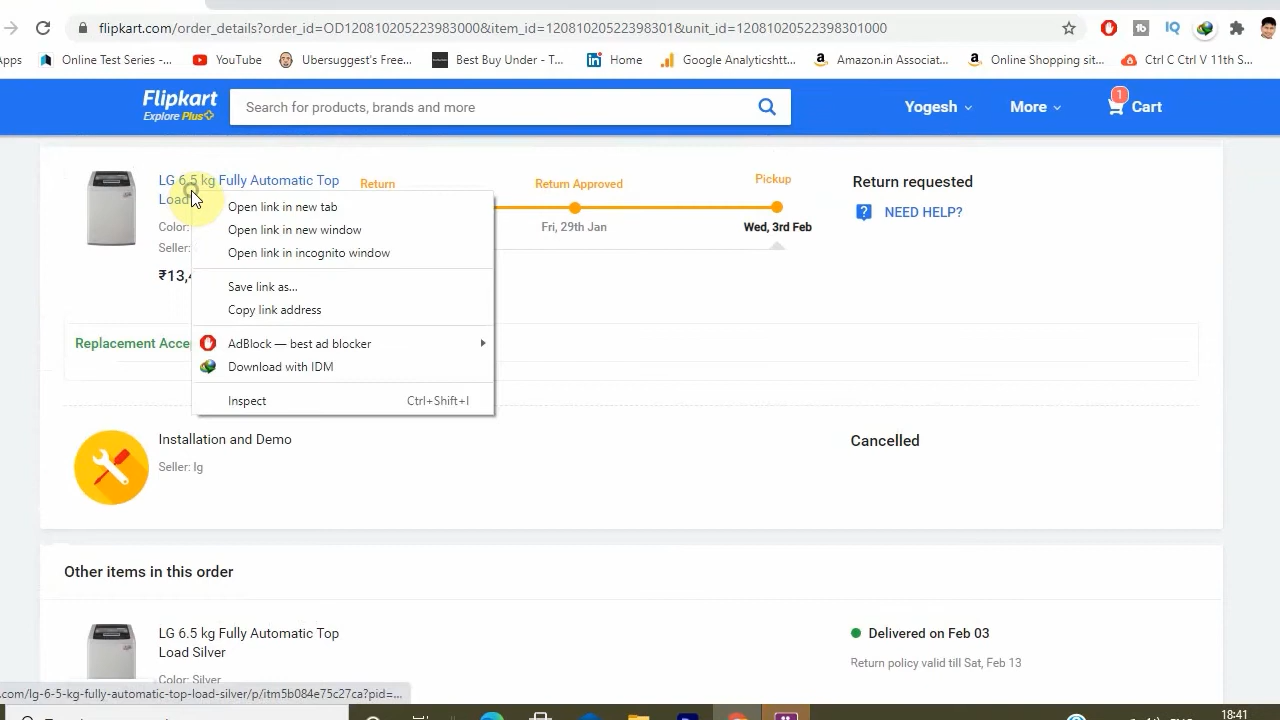 flipkart.com/order_details?order_id=OD120810205223983000&item_id=12081020522398301&unit_id=12081020522398301000
Online Test Series -...
YouTube
Ubersuggest's Free...
Best Buy Under - T...
Home
Google Analyticshtt...
Amazon.in Associat...
Online Shopping sit...
Ctrl C Ctrl V 11th S...
Flipkart
Explore Plus
Search for products, brands and more
Yogesh
More
1
Cart
LG 6.5 kg Fully Automatic Top
Load
Color:
Seller:
₹13,4
Return
Return Approved
Fri, 29th Jan
Pickup
Wed, 3rd Feb
Return requested
NEED HELP?
Open link in new tab
Open link in new window
Open link in incognito window
Save link as...
Copy link address
AdBlock — best ad blocker
Download with IDM
Inspect Ctrl+Shift+I
Replacement Acce
Installation and Demo
Seller: lg
Cancelled
Other items in this order
LG 6.5 kg Fully Automatic Top
Load Silver
Color: Silver
Delivered on Feb 03
Return policy valid till Sat, Feb 13
.com/lg-6-5-kg-fully-automatic-top-load-silver/p/itm5b084e75c27ca?pid=...
18:41